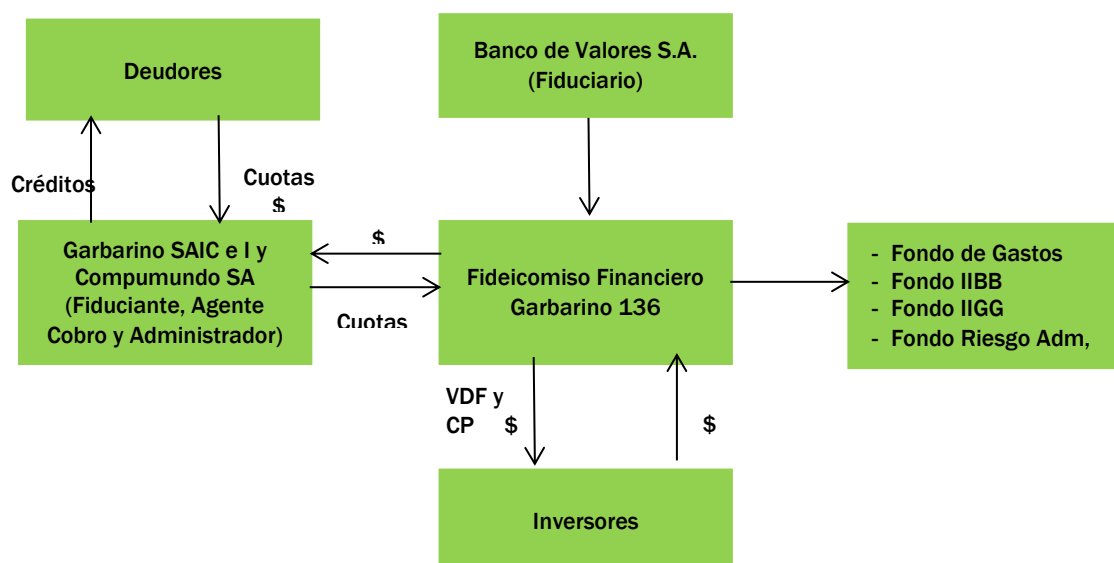 Deudores
Banco de Valores S.A.
(Fiduciario)
Créditos
Cuotas
$
Garbarino SAIC e I y
Compumundo SA
(Fiduciante, Agente
Cobro y Administrador)
$
Cuotas
Fideicomiso Financiero
Garbarino 136
- Fondo de Gastos
- Fondo IIBB
- Fondo IIGG
- Fondo Riesgo Adm,
VDF y
CP $
$
Inversores